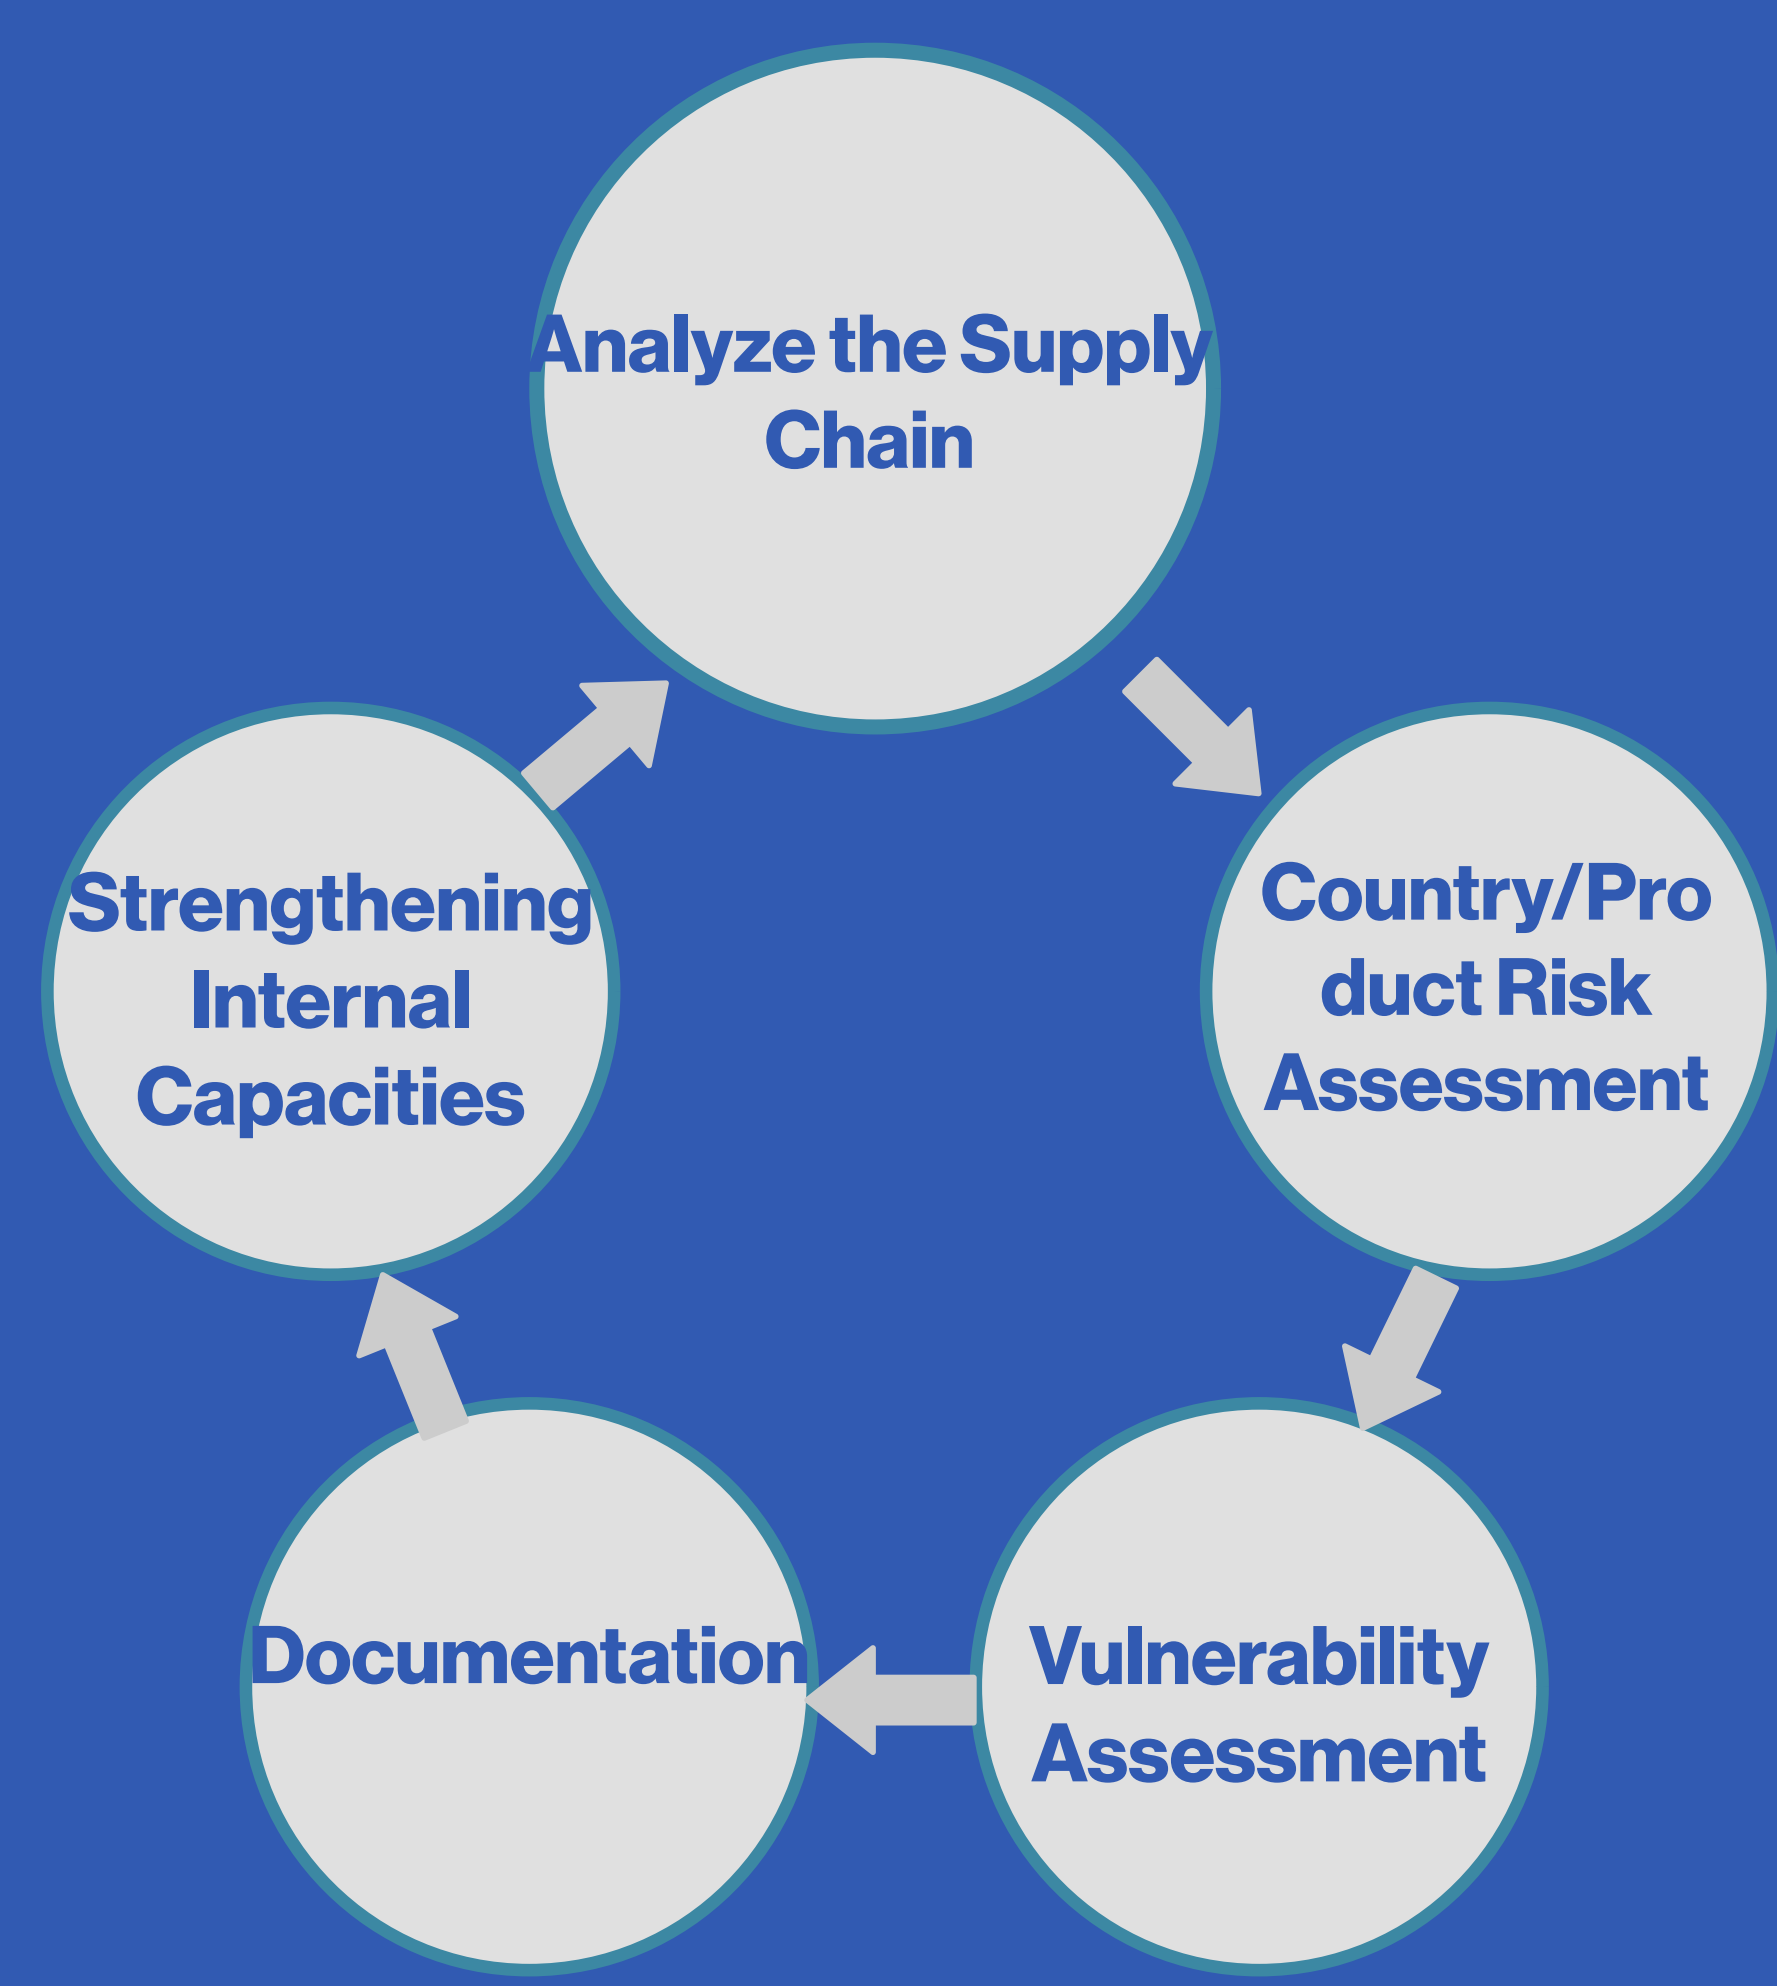 Analyze the Supply
Chain
Country/Pro
duct Risk
Assessment
Vulnerability
Assessment
Documentation
Strengthening
Internal
Capacities